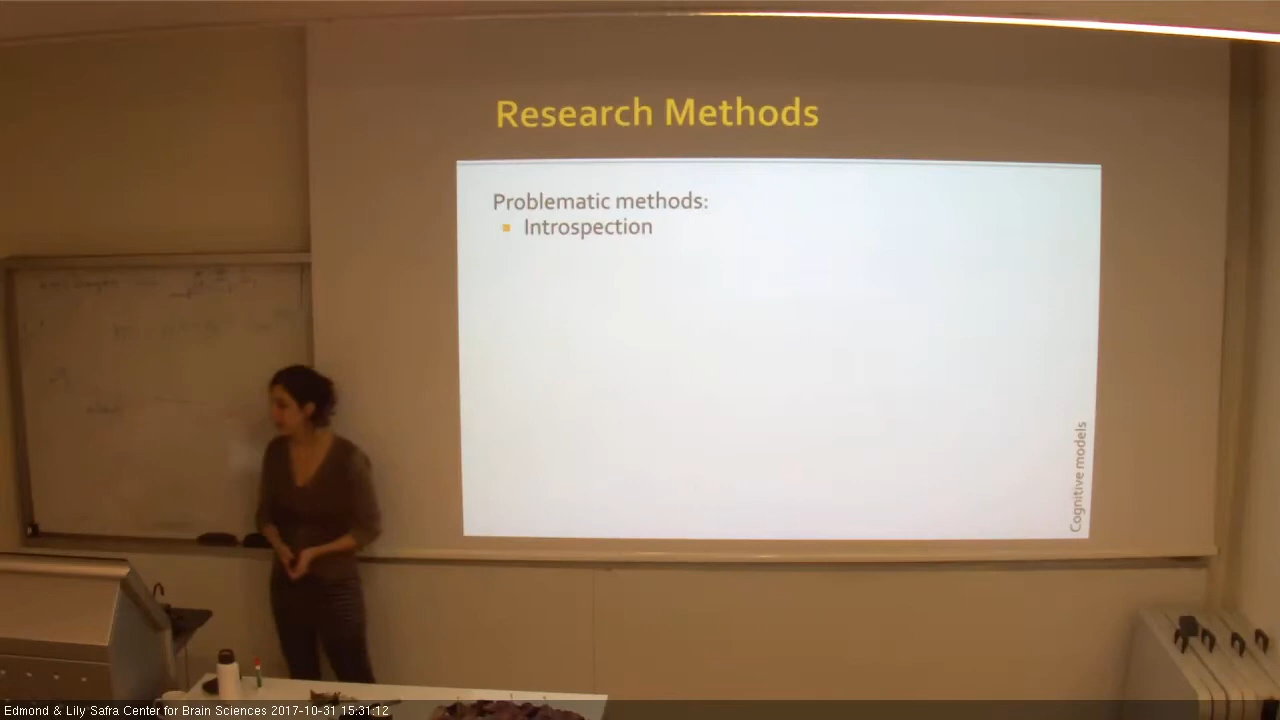 Research Methods
Problematic methods:
Introspection
Cognitive models
Edmond & Lily Safra Center for Brain Sciences 2017-10-31 15:31:12